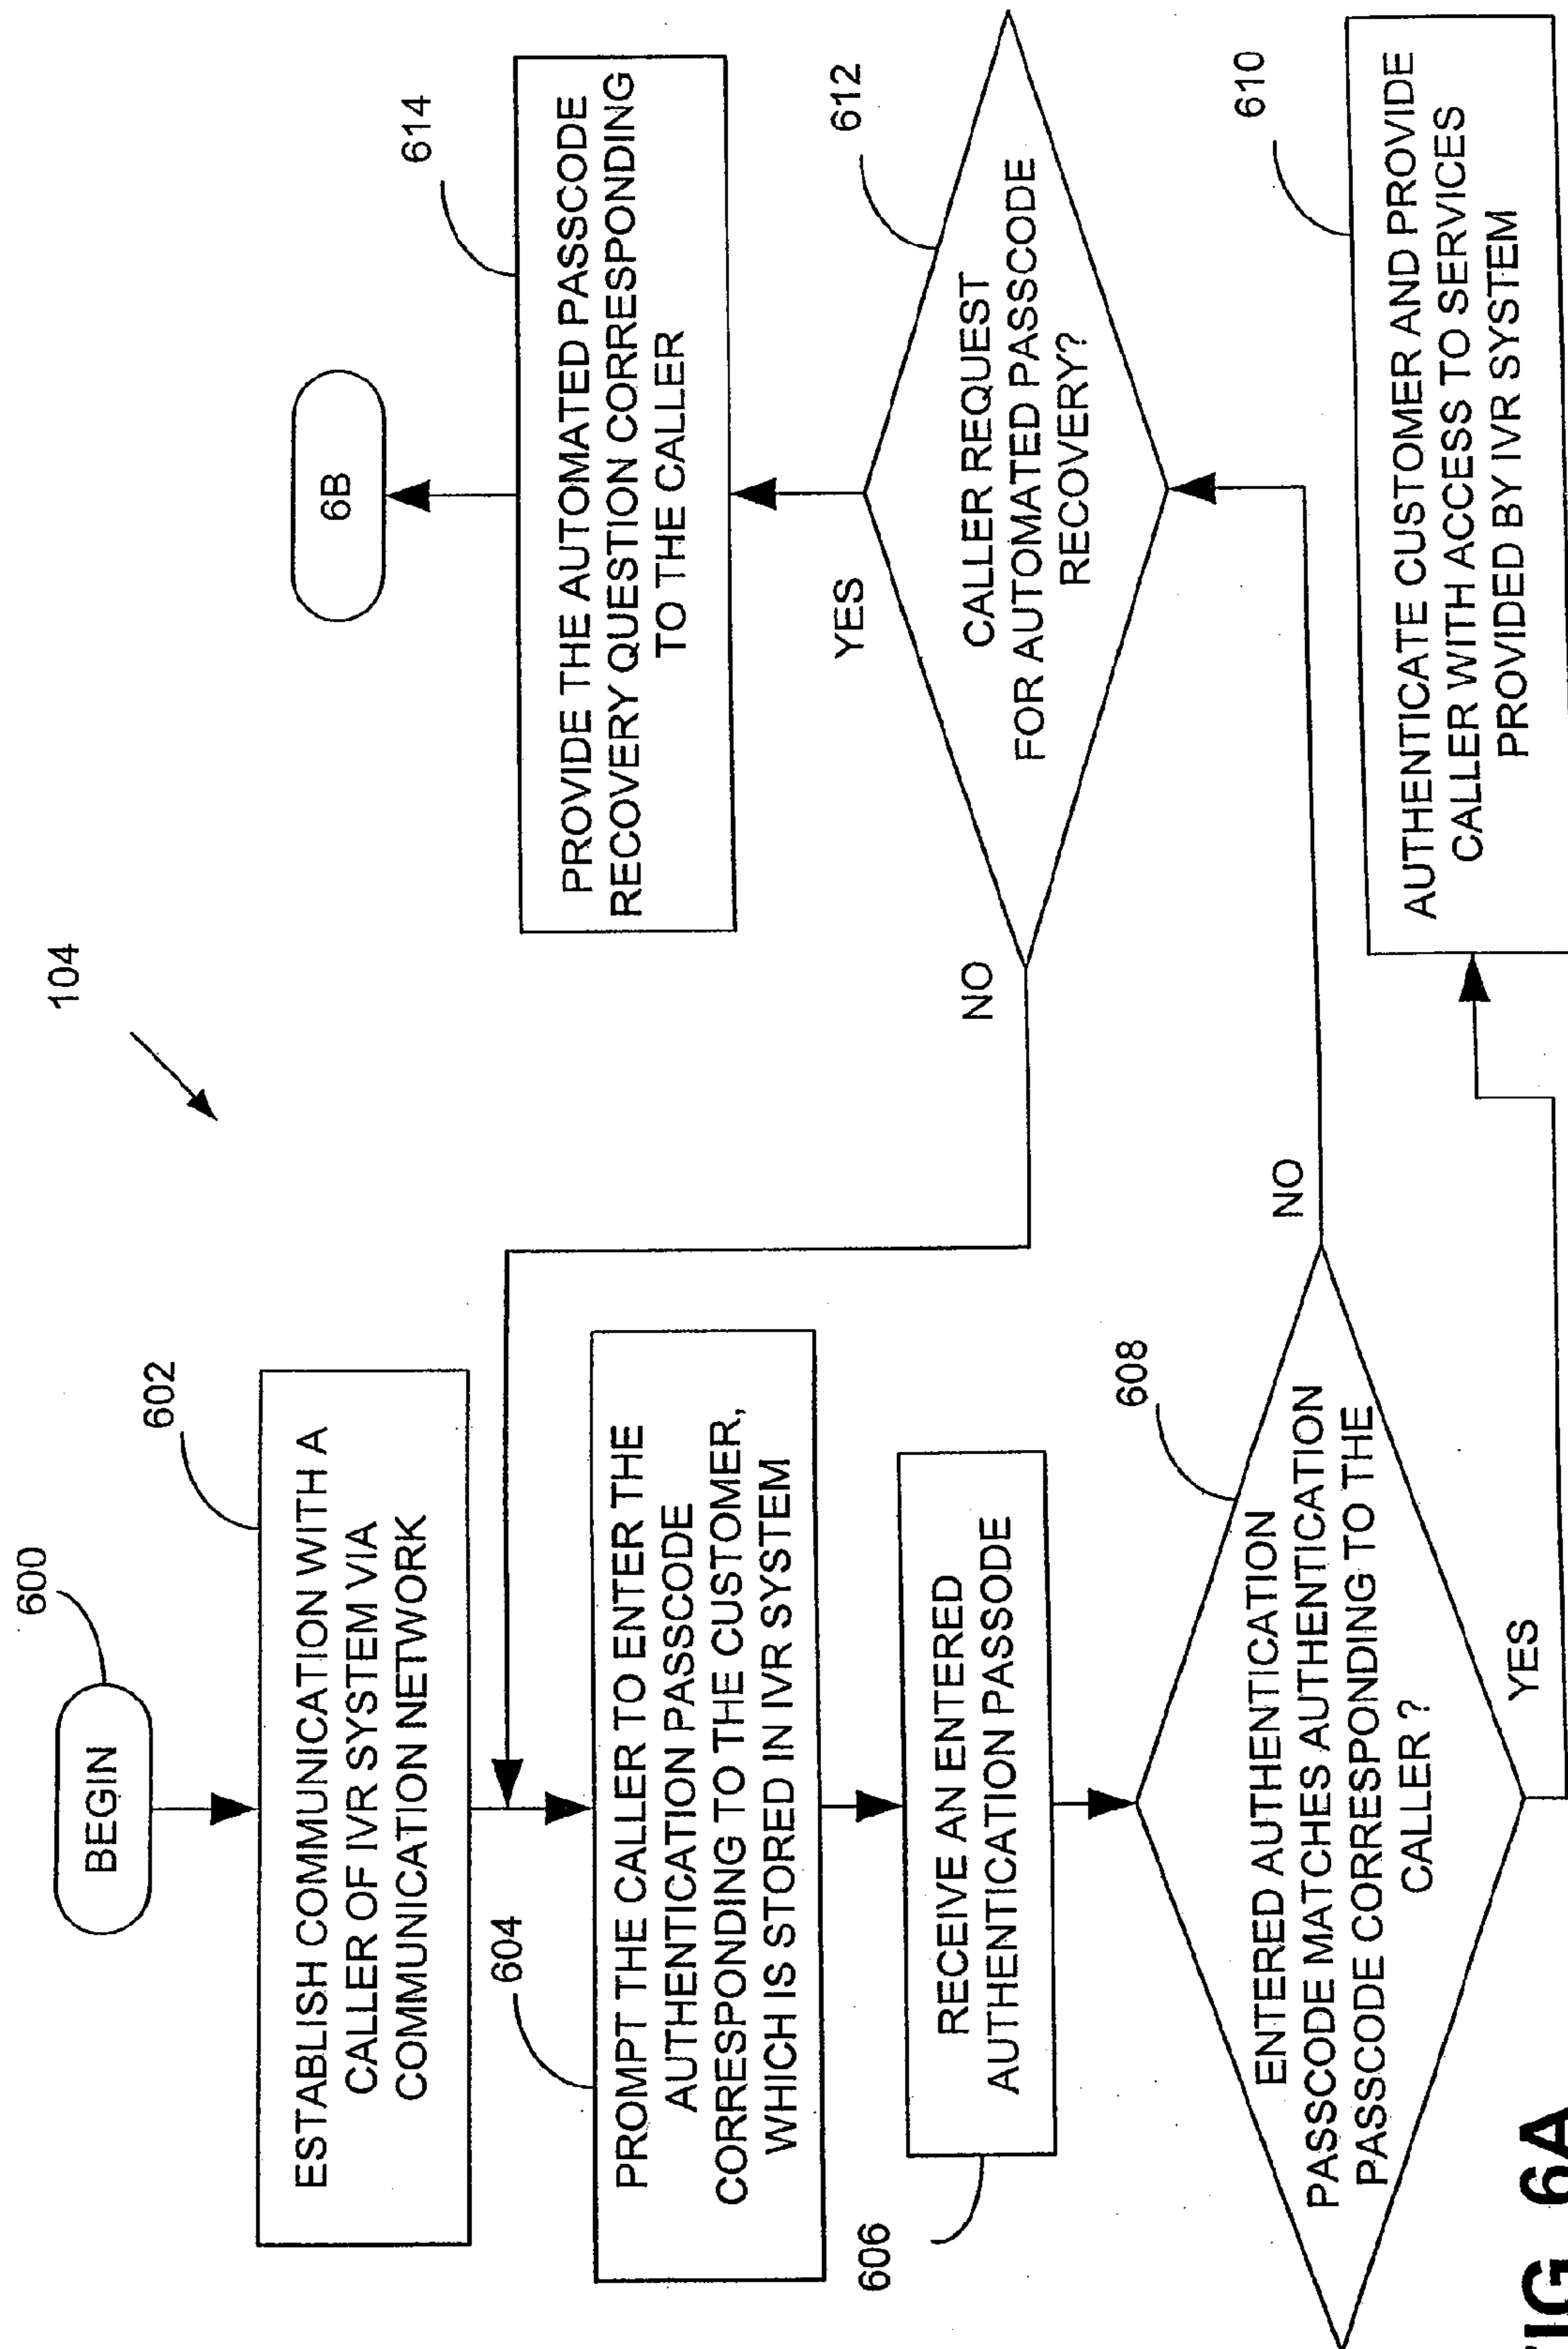 104
600
BEGIN
602
ESTABLISH COMMUNICATION WITH A
CALLER OF IVR SYSTEM VIA
COMMUNICATION NETWORK
604
PROMPT THE CALLER TO ENTER THE
AUTHENTICATION PASSCODE
CORRESPONDING TO THE CUSTOMER,
WHICH IS STORED IN IVR SYSTEM
606
RECEIVE AN ENTERED
AUTHENTICATION PASSODE
608
ENTERED AUTHENTICATION
PASSCODE MATCHES AUTHENTICATION
PASSCODE CORRESPONDING TO THE
CALLER ?
NO
YES
6B
614
PROVIDE THE AUTOMATED PASSCODE
RECOVERY QUESTION CORRESPONDING
TO THE CALLER
YES
612
CALLER REQUEST
FOR AUTOMATED PASSCODE
RECOVERY?
NO
610
AUTHENTICATE CUSTOMER AND PROVIDE
CALLER WITH ACCESS TO SERVICES
PROVIDED BY IVR SYSTEM
FIG 6A